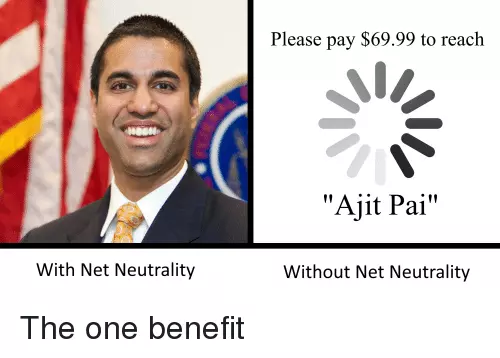 Please pay $69.99 to reach
"Ajit Pai"
With Net Neutrality
Without Net Neutrality
The one benefit